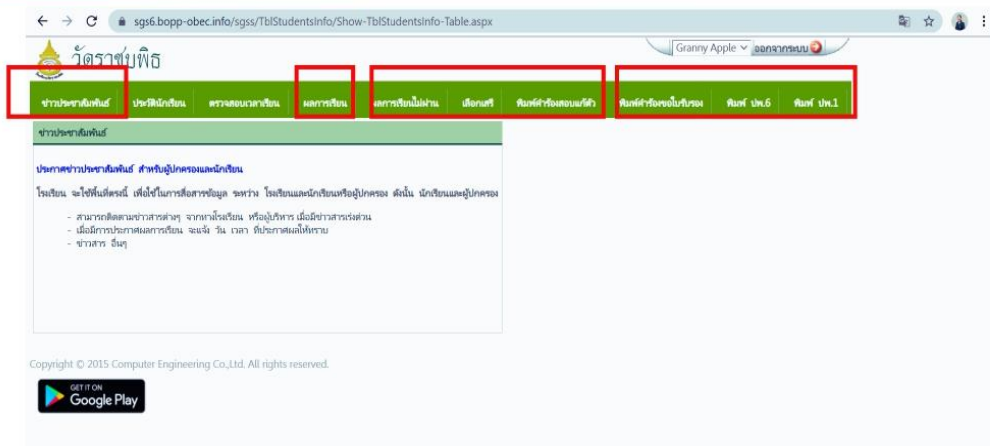 sgs6.bopp-obec.info/sgss/TblStudentsInfo/Show-TblStudentsInfo-Table.aspx
วัดราชบพิธ
Granny Apple ออกจากระบบ
ข่าวประชาสัมพันธ์ ประวัตินักเรียน ตรวจสอบเวลาเรียน ผลการเรียน ผลการเรียนไม่ผ่าน เลือกเสรี พิมพ์คำร้องสอบแก้ตัว พิมพ์คำร้องขอใบรับรอง พิมพ์ ปพ.6 พิมพ์ ปพ.1
ข่าวประชาสัมพันธ์
ประกาศข่าวประชาสัมพันธ์ สำหรับผู้ปกครองและนักเรียน
โรงเรียน จะใช้พื้นที่ตรงนี้ เพื่อใช้ในการสื่อสารข้อมูล ระหว่าง โรงเรียนและนักเรียนหรือผู้ปกครอง ดังนั้น นักเรียนและผู้ปกครอง
- สามารถติดตามข่าวสารต่างๆ จากทางโรงเรียน หรือผู้บริหาร เมื่อมีข่าวสารเร่งด่วน
- เมื่อมีการประกาศผลการเรียน จะแจ้ง วัน เวลา ที่ประกาศผลให้ทราบ
- ข่าวสาร อื่นๆ
Copyright © 2015 Computer Engineering Co.,Ltd. All rights reserved.
GET IT ON
Google Play